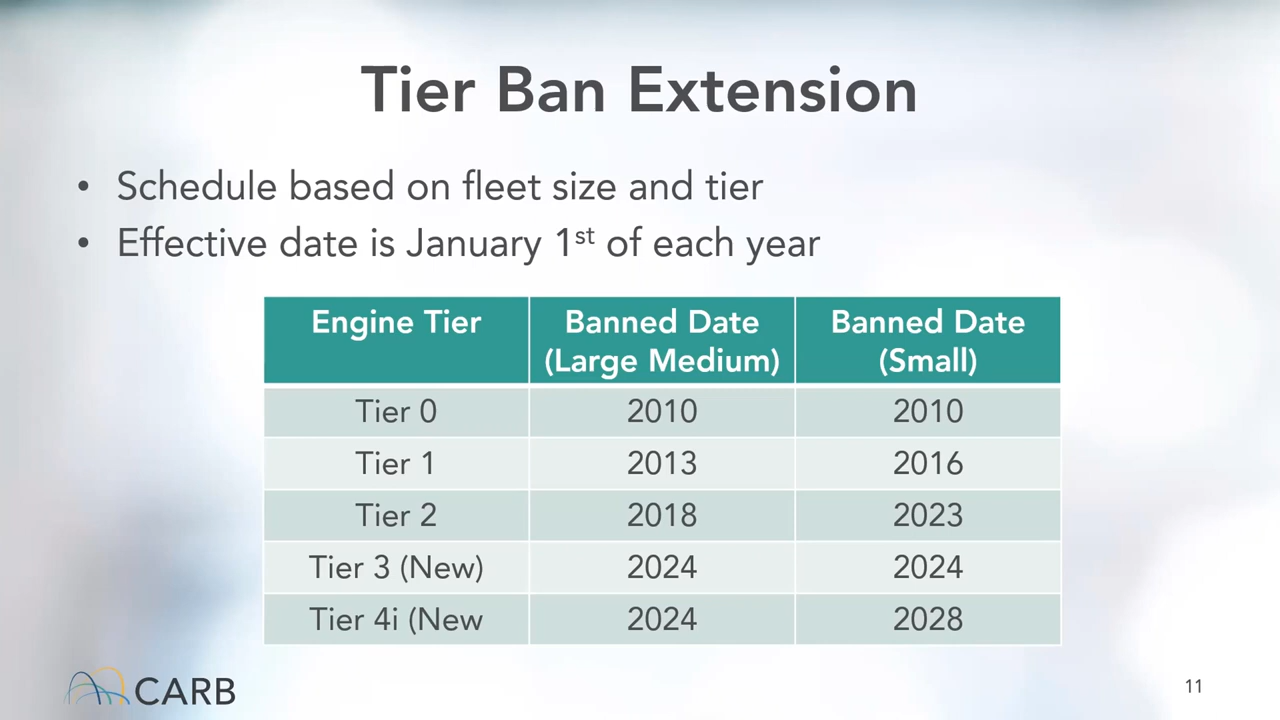 Tier Ban Extension
• Schedule based on fleet size and tier
• Effective date is January 1st of each year
Engine Tier Banned Date (Large Medium) Banned Date (Small)
Tier 0 2010 2010
Tier 1 2013 2016
Tier 2 2018 2023
Tier 3 (New) 2024 2024
Tier 4i (New 2024 2028
CARB
11